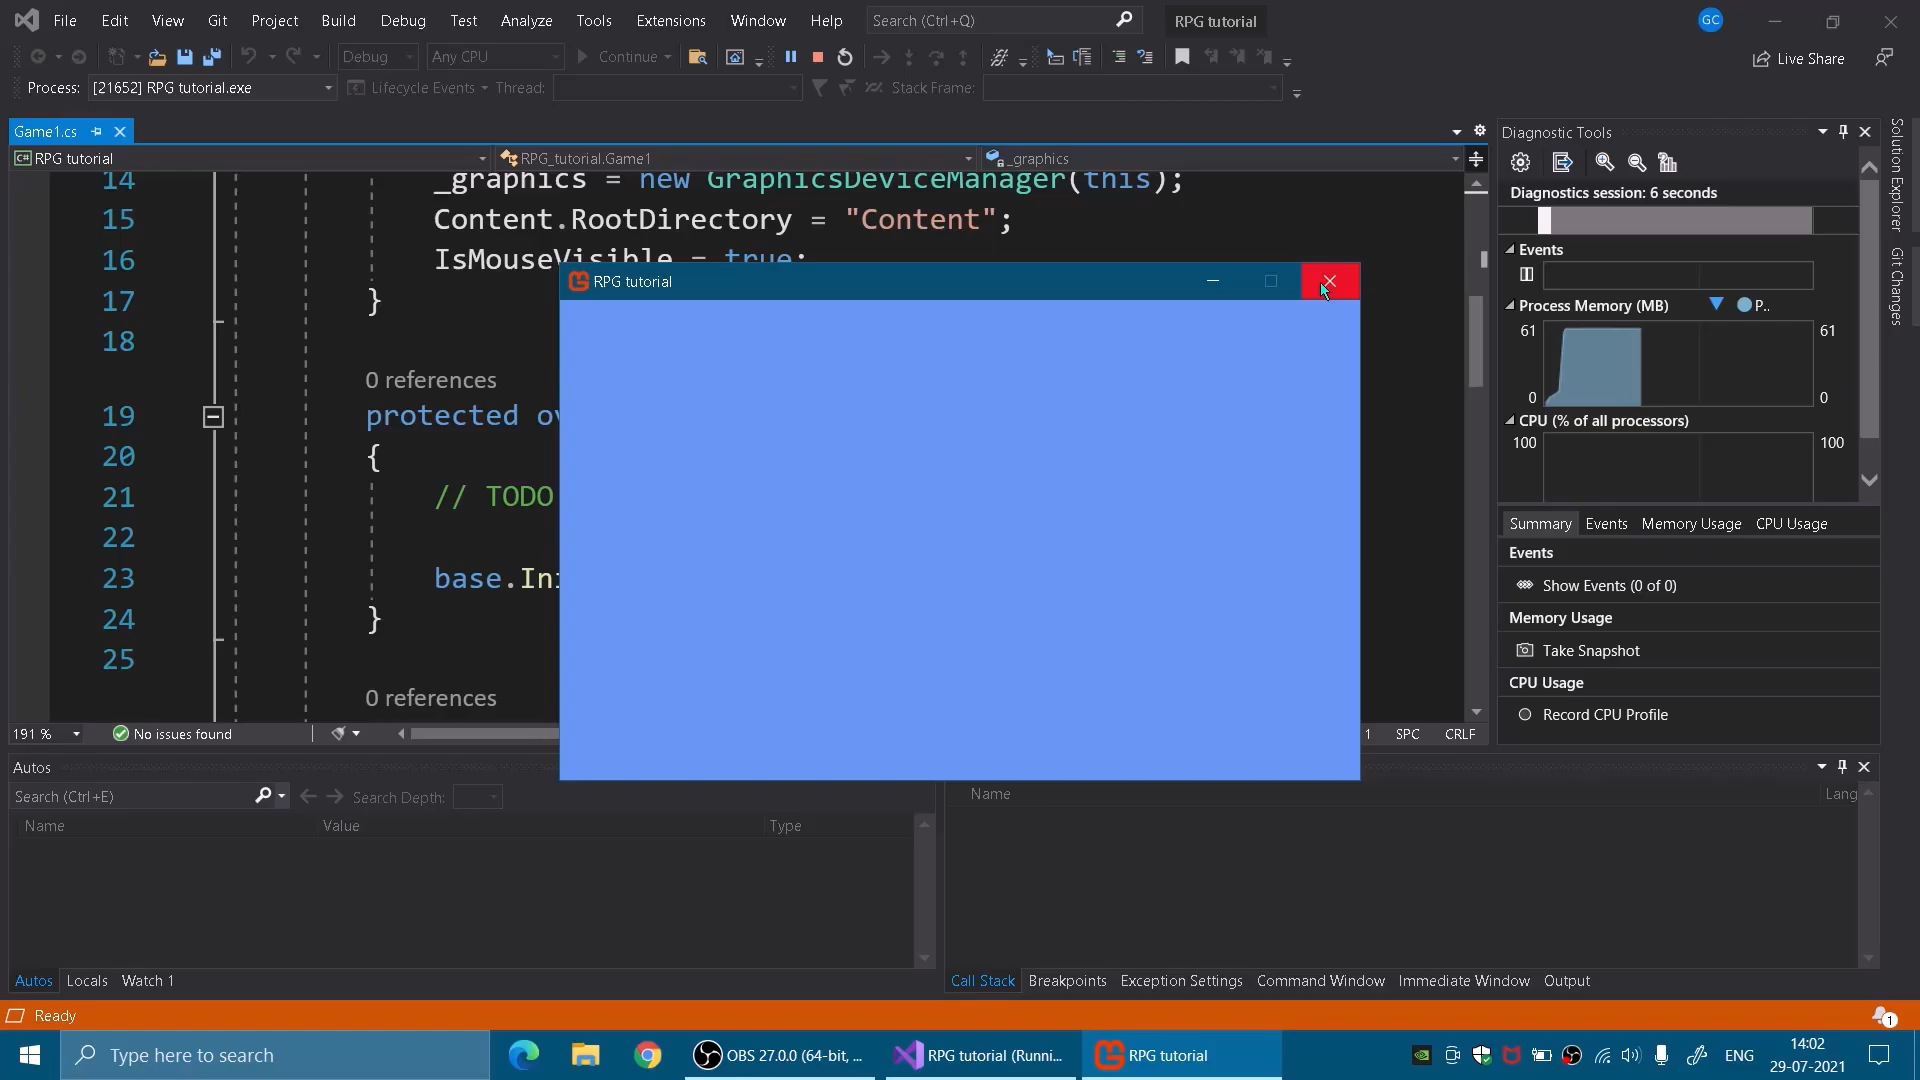 File Edit View Git Project Build Debug Test Analyze Tools Extensions Window Help Search (Ctrl+Q) RPG tutorial GC
Debug Any CPU Continue Live Share
Process: [21652] RPG tutorial.exe Lifecycle Events Thread: Stack Frame:
Game1.cs
C# RPG tutorial RPG_tutorial.Game1 _graphics
14 _graphics = new GraphicsDeviceManager(this);
15 Content.RootDirectory = "Content";
16 IsMouseVisible = true;
17 }
18
0 references
19 protected ov
20 {
21 // TODO
22
23 base.Ini
24 }
25
0 references
191 % No issues found 1 SPC CRLF
RPG tutorial
Diagnostic Tools
Diagnostics session: 6 seconds
Events
Process Memory (MB) P..
61 61
0 0
CPU (% of all processors)
100 100
Summary Events Memory Usage CPU Usage
Events
Show Events (0 of 0)
Memory Usage
Take Snapshot
CPU Usage
Record CPU Profile
Solution Explorer
Git Changes
Autos
Search (Ctrl+E) Search Depth:
Name Value Type
Name Lang
Autos Locals Watch 1
Call Stack Breakpoints Exception Settings Command Window Immediate Window Output
Ready 1
Type here to search OBS 27.0.0 (64-bit, ... RPG tutorial (Runni... RPG tutorial ENG 14:02
29-07-2021